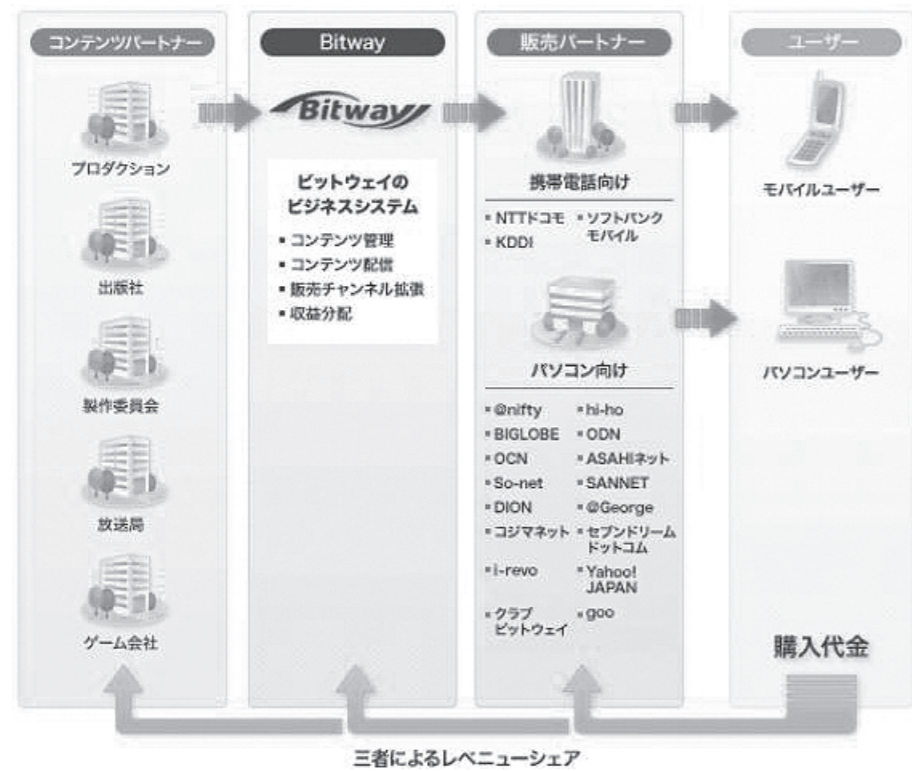 コンテンツパートナー
プロダクション
出版社
製作委員会
放送局
ゲーム会社
Bitway
Bitway
ビットウェイの
ビジネスシステム
▪ コンテンツ管理
▪ コンテンツ配信
▪ 販売チャンネル拡張
▪ 収益分配
販売パートナー
携帯電話向け
▪ NTTドコモ ▪ ソフトバンク
モバイル
▪ KDDI
パソコン向け
▪ @nifty ▪ hi-ho
▪ BIGLOBE ▪ ODN
▪ OCN ▪ ASAHIネット
▪ So-net ▪ SANNET
▪ DION ▪ @George
▪ コジマネット ▪ セブンドリーム
ドットコム
▪ i-revo ▪ Yahoo!
JAPAN
▪ クラブ ▪ goo
ビットウェイ
ユーザー
モバイルユーザー
パソコンユーザー
購入代金
三者によるレベニューシェア